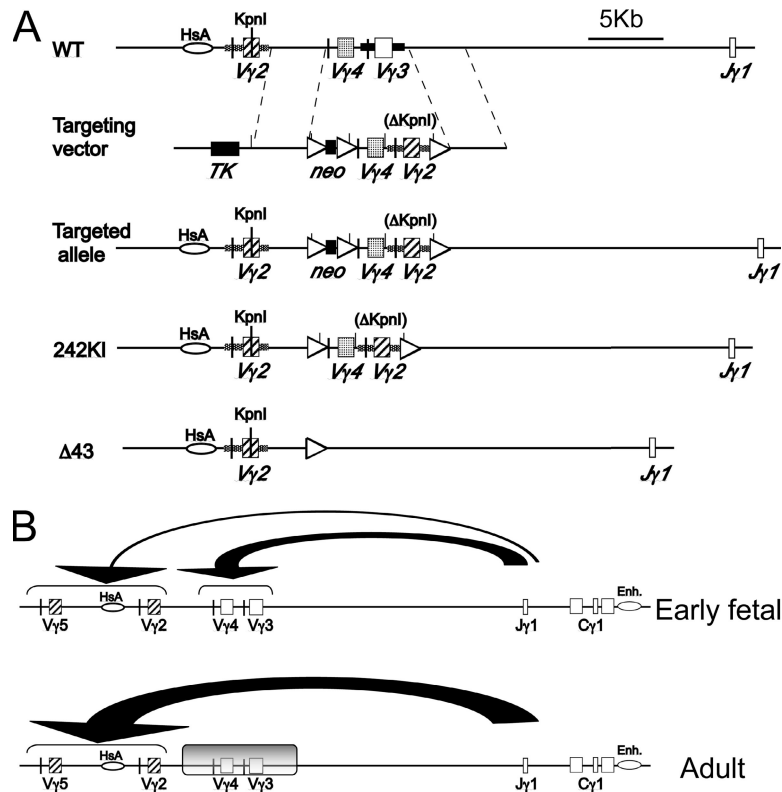 A
WT
HsA
KpnI
Vγ2
Vγ4
Vγ3
5Kb
Jγ1
Targeting
vector
TK
neo
Vγ4
(ΔKpnI)
Vγ2
Targeted
allele
HsA
KpnI
Vγ2
neo
Vγ4
(ΔKpnI)
Vγ2
Jγ1
242KI
HsA
KpnI
Vγ2
Vγ4
(ΔKpnI)
Vγ2
Jγ1
Δ43
HsA
KpnI
Vγ2
Jγ1
B
Vγ5
HsA
Vγ2
Vγ4
Vγ3
Jγ1
Cγ1
Enh.
Early fetal
Vγ5
HsA
Vγ2
Vγ4
Vγ3
Jγ1
Cγ1
Enh.
Adult